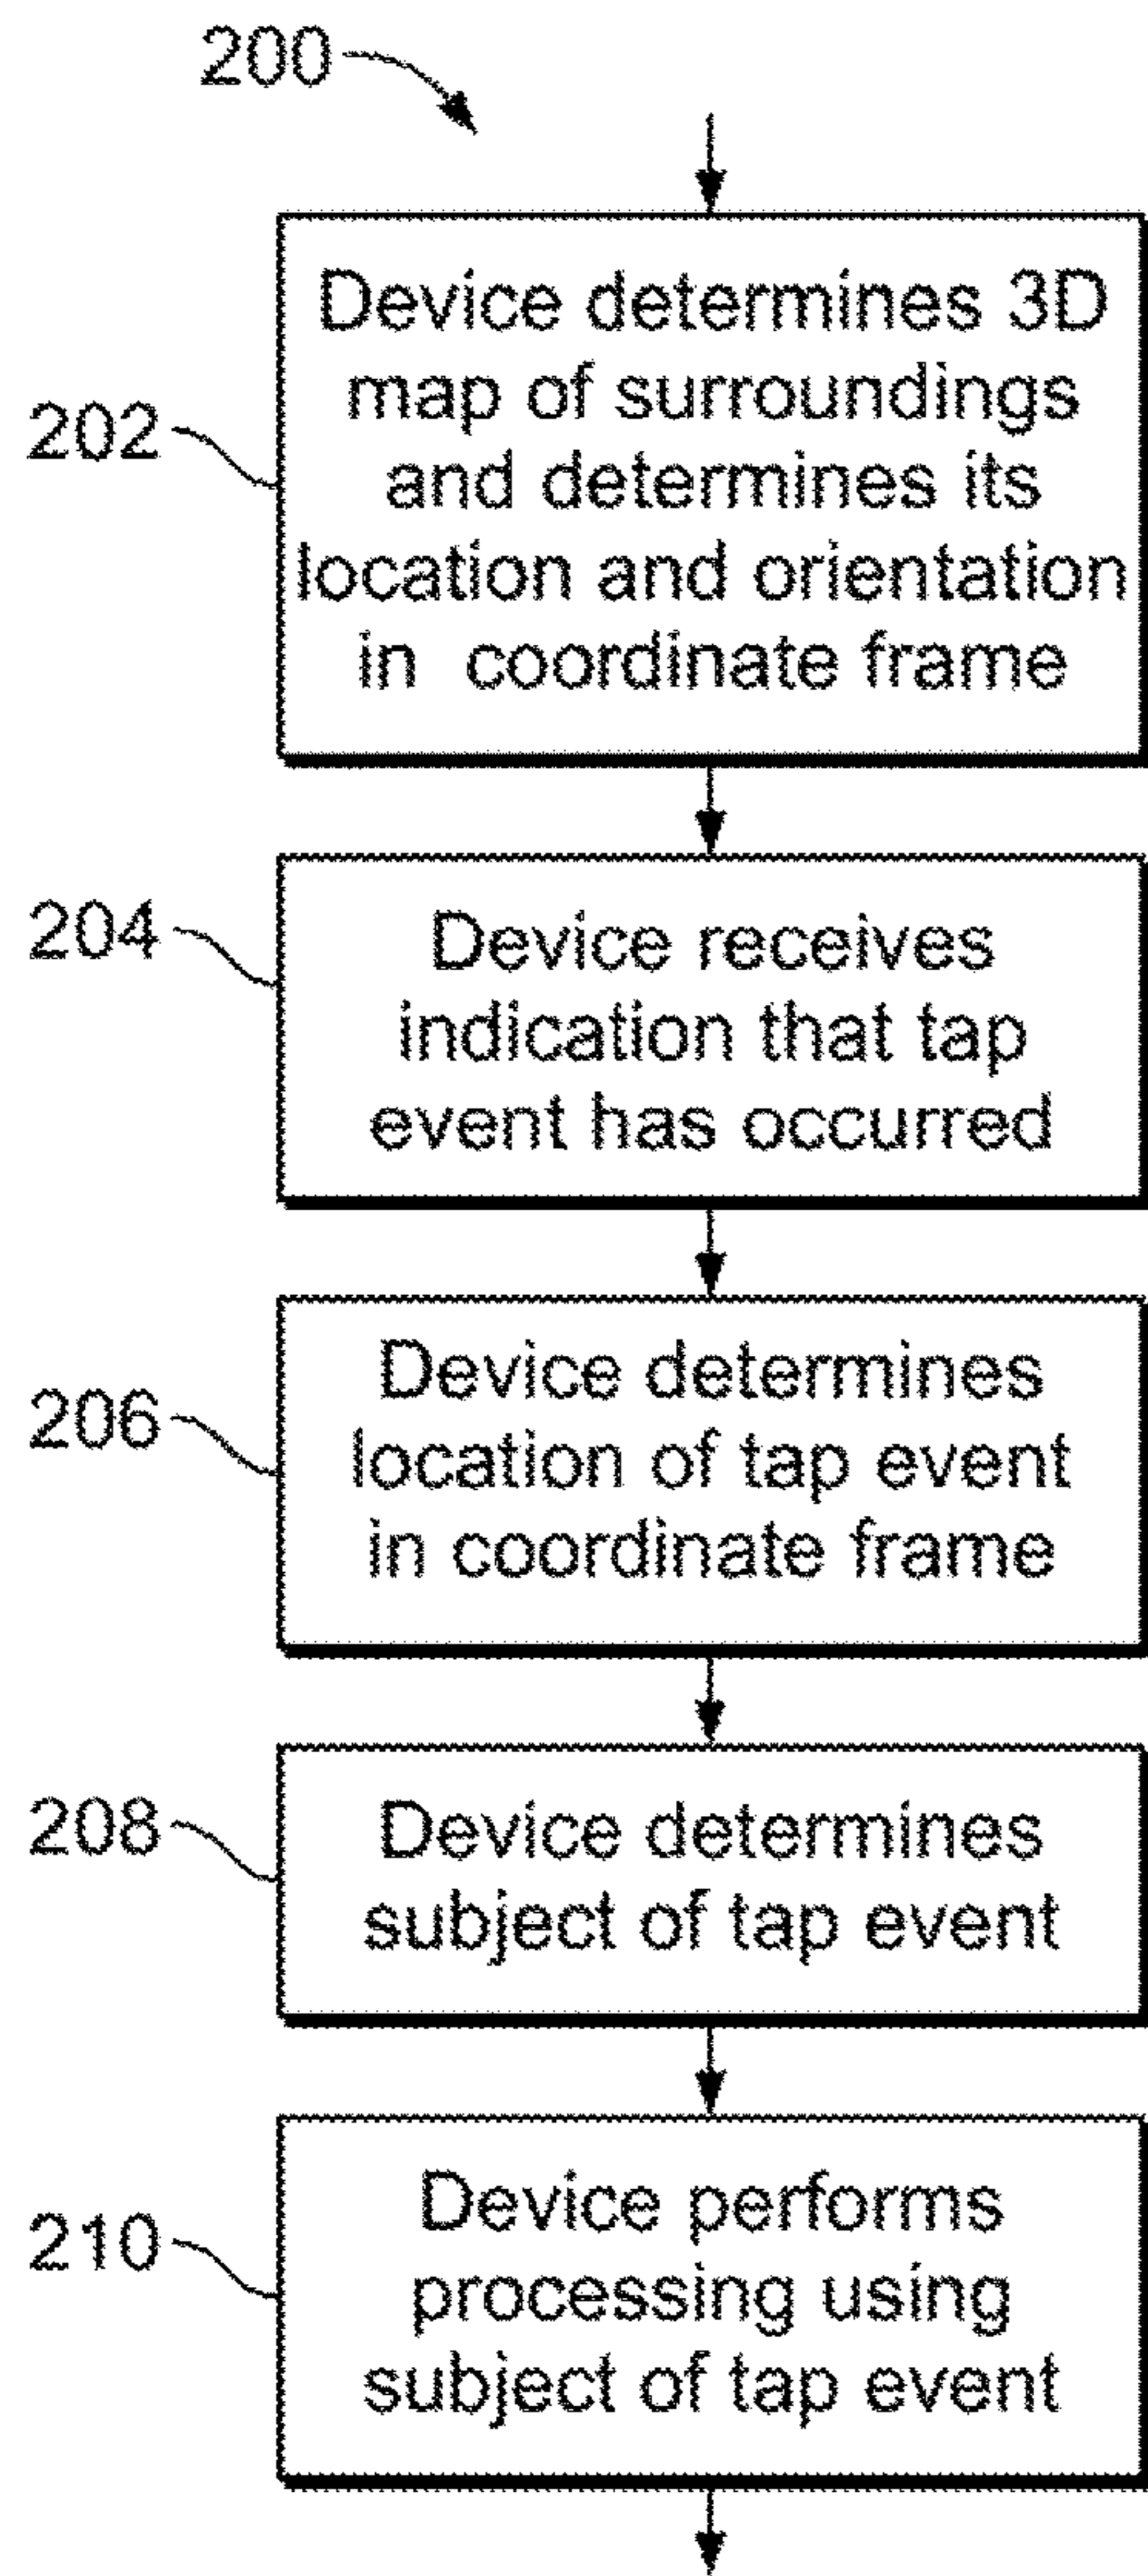 200
202
Device determines 3D
map of surroundings
and determines its
location and orientation
in coordinate frame
204
Device receives
indication that tap
event has occurred
206
Device determines
location of tap event
in coordinate frame
208
Device determines
subject of tap event
210
Device performs
processing using
subject of tap event